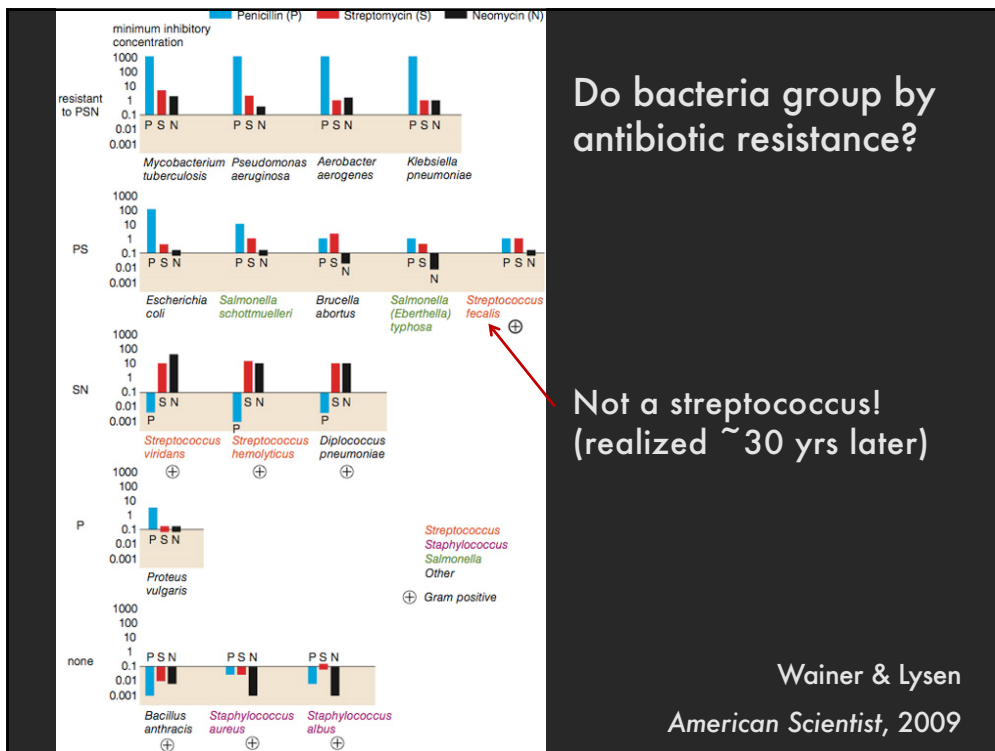 Penicillin (P) Streptomycin (S) Neomycin (N)
minimum inhibitory
concentration
1000
100
10
1
0.1
0.01
0.001
resistant
to PSN
P S N
P S N
P S N
P S N
Mycobacterium
tuberculosis
Pseudomonas
aeruginosa
Aerobacter
aerogenes
Klebsiella
pneumoniae
1000
100
10
1
0.1
0.01
0.001
PS
P S N
P S N
P S N
P S N
P S N
Escherichia
coli
Salmonella
schottmuelleri
Brucella
abortus
Salmonella
(Eberthella)
typhosa
Streptococcus
fecalis
1000
100
10
1
0.1
0.01
0.001
SN
P S N
P S N
P S N
Streptococcus
viridans
Streptococcus
hemolyticus
Diplococcus
pneumoniae
1000
100
10
1
0.1
0.01
0.001
P
P S N
Proteus
vulgaris
Streptococcus
Staphylococcus
Salmonella
Other
Gram positive
1000
100
10
1
0.1
0.01
0.001
none
P S N
P S N
P S N
Bacillus
anthracis
Staphylococcus
aureus
Staphylococcus
albus
Do bacteria group by
antibiotic resistance?
Not a streptococcus!
(realized ~30 yrs later)
Wainer & Lysen
American Scientist, 2009